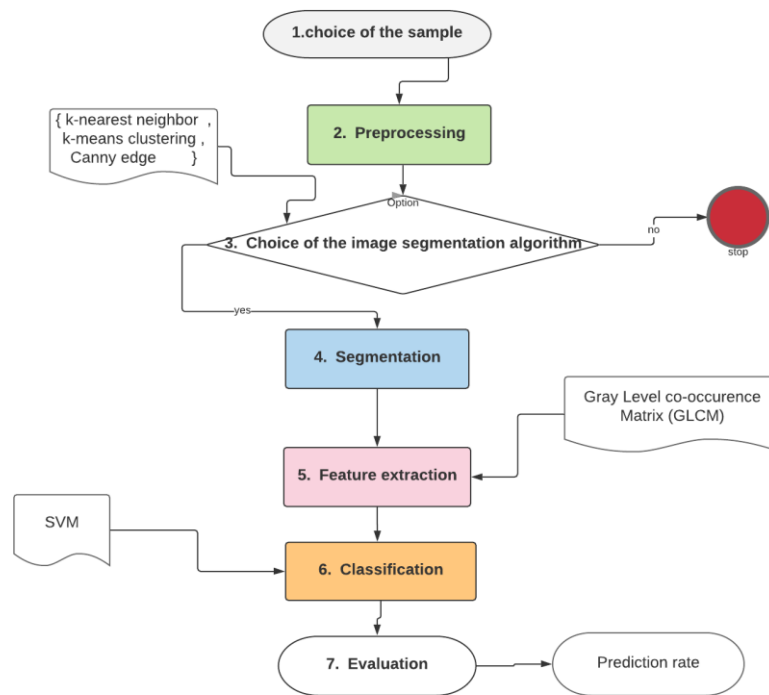 1.choice of the sample
{ k-nearest neighbor ,
k-means clustering ,
Canny edge }
2. Preprocessing
Option
3. Choice of the image segmentation algorithm
no
stop
yes
4. Segmentation
Gray Level co-occurence
Matrix (GLCM)
5. Feature extraction
SVM
6. Classification
7. Evaluation
Prediction rate